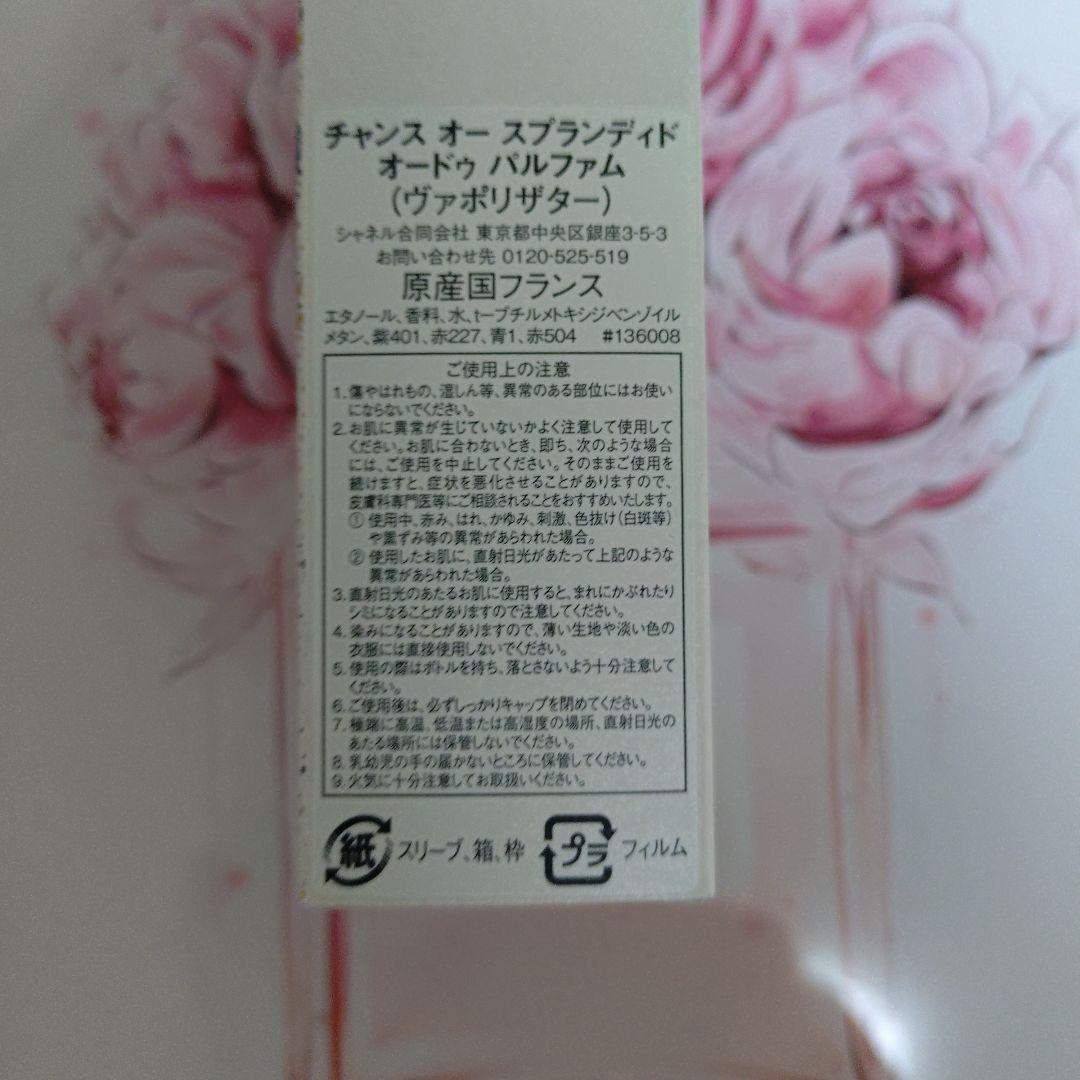 チャンス オー スプランディド
オードゥ パルファム
(ヴァポリザター)
シャネル合同会社 東京都中央区銀座3-5-3
お問い合わせ先 0120-525-519
原産国フランス
エタノール、香料、水、t-ブチルメトキシジベンゾイル
メタン、紫401、赤227、青1、赤504 #136008
ご使用上の注意
1. 傷やはれもの、湿しん等、異常のある部位にはお使い
にならないでください。
2. お肌に異常が生じていないかよく注意して使用して
ください。お肌に合わないとき、即ち、次のような場合
には、ご使用を中止してください。そのままご使用を
続けますと、症状を悪化させることがありますので、
皮膚科専門医等にご相談されることをおすすめいたします。
① 使用中、赤み、はれ、かゆみ、刺激、色抜け(白斑等)
や黒ずみ等の異常があらわれた場合。
② 使用したお肌に、直射日光があたって上記のような
異常があらわれた場合。
3. 直射日光のあたるお肌に使用すると、まれにかぶれたり
シミになることがありますので注意してください。
4. 染みになることがありますので、薄い生地や淡い色の
衣服には直接使用しないでください。
5. 使用の際はボトルを持ち、落とさないよう十分注意して
ください。
6. ご使用後は、必ずしっかりキャップを閉めてください。
7. 極端に高温、低温または高湿度の場所、直射日光の
あたる場所には保管しないでください。
8. 乳幼児の手の届かないところに保管してください。
9. 火気に十分注意してお取扱いください。
紙 スリーブ、箱、枠 プラ フィルム